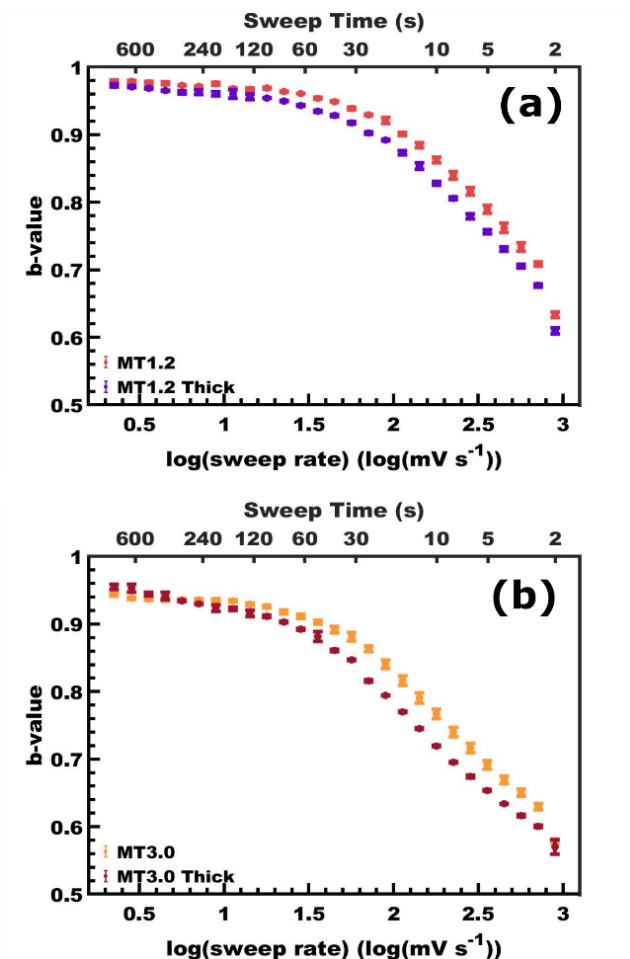 Sweep Time (s)
600 240 120 60 30 10 5 2
(a)
1
0.9
0.8
0.7
0.6
0.5
b-value
MT1.2
MT1.2 Thick
0.5 1 1.5 2 2.5 3
log(sweep rate) (log(mV s⁻¹))
Sweep Time (s)
600 240 120 60 30 10 5 2
(b)
1
0.9
0.8
0.7
0.6
0.5
b-value
MT3.0
MT3.0 Thick
0.5 1 1.5 2 2.5 3
log(sweep rate) (log(mV s⁻¹))